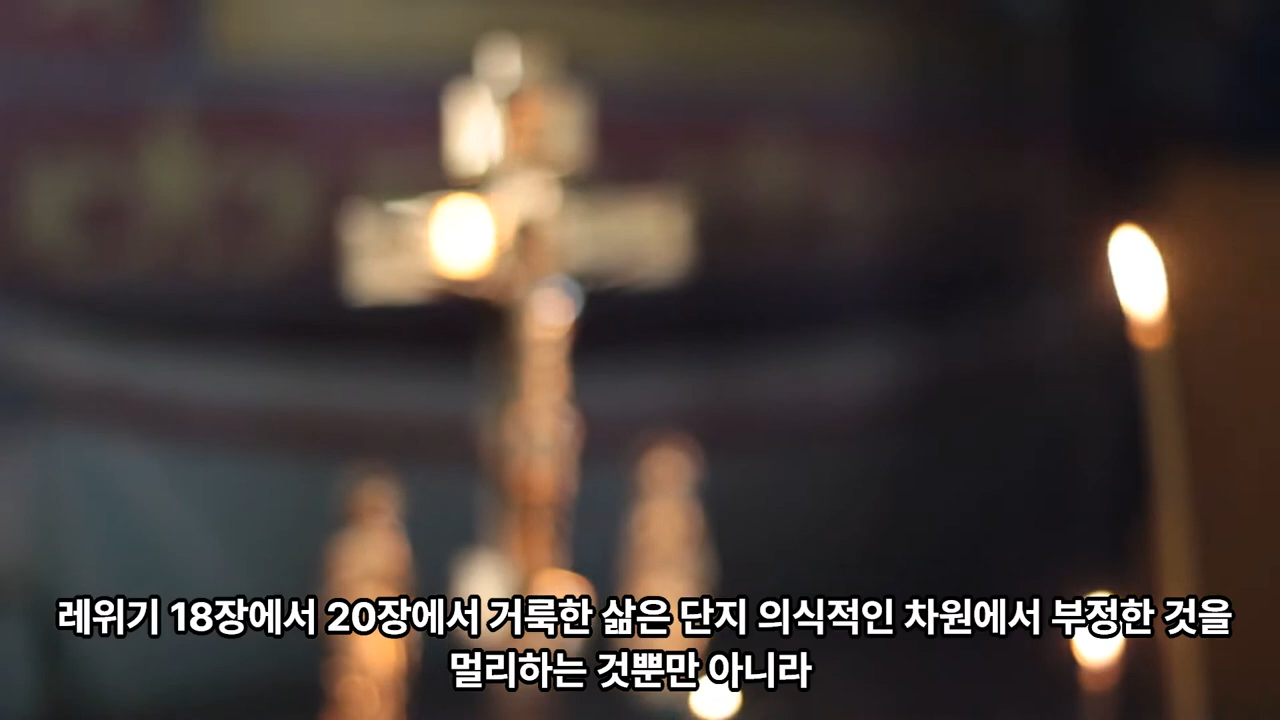 레위기 18장에서 20장에서 거룩한 삶은 단지 의식적인 차원에서 부정한 것을
멀리하는 것뿐만 아니라